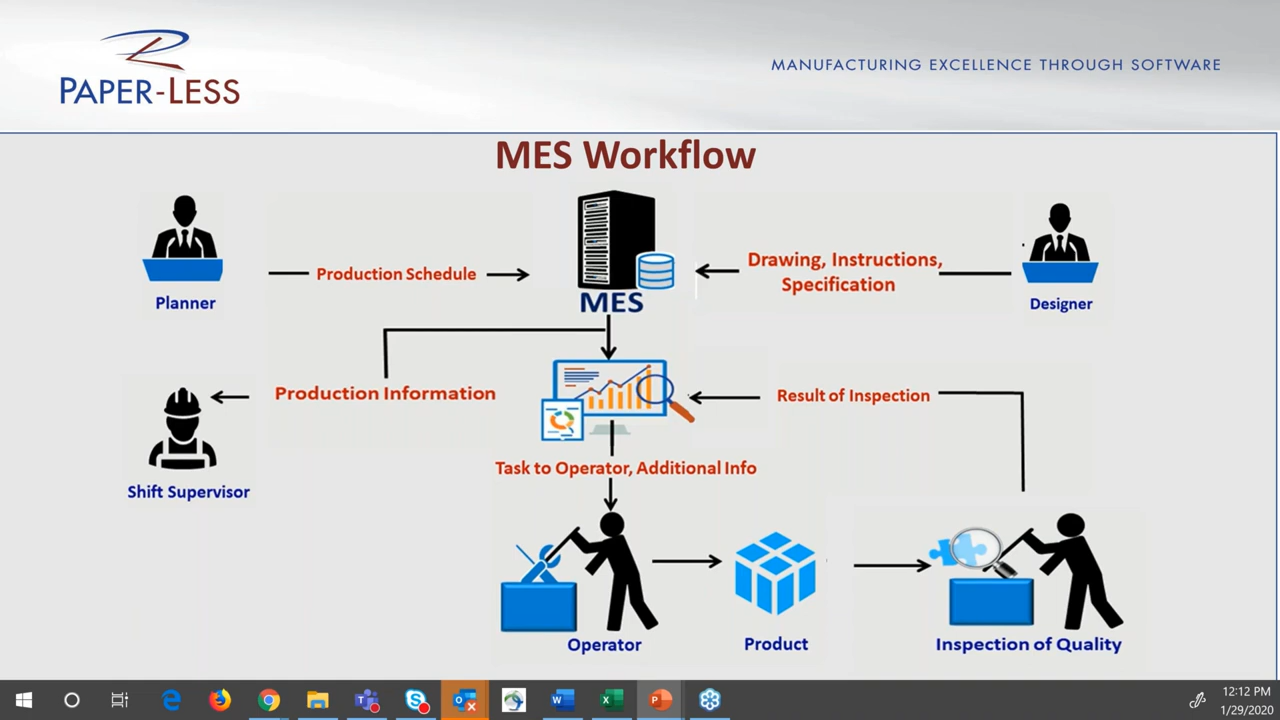 PAPER-LESS
MANUFACTURING EXCELLENCE THROUGH SOFTWARE
MES Workflow
Planner
Production Schedule
MES
Drawing, Instructions,
Specification
Designer
Shift Supervisor
Production Information
Result of Inspection
Task to Operator, Additional Info
Operator
Product
Inspection of Quality
12:12 PM
1/29/2020